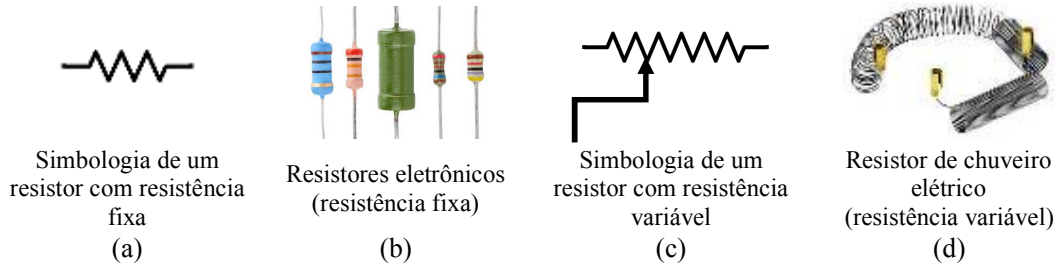 Simbologia de um
resistor com resistência
fixa
(a)
Resistores eletrônicos
(resistência fixa)
(b)
Simbologia de um
resistor com resistência
variável
(c)
Resistor de chuveiro
elétrico
(resistência variável)
(d)